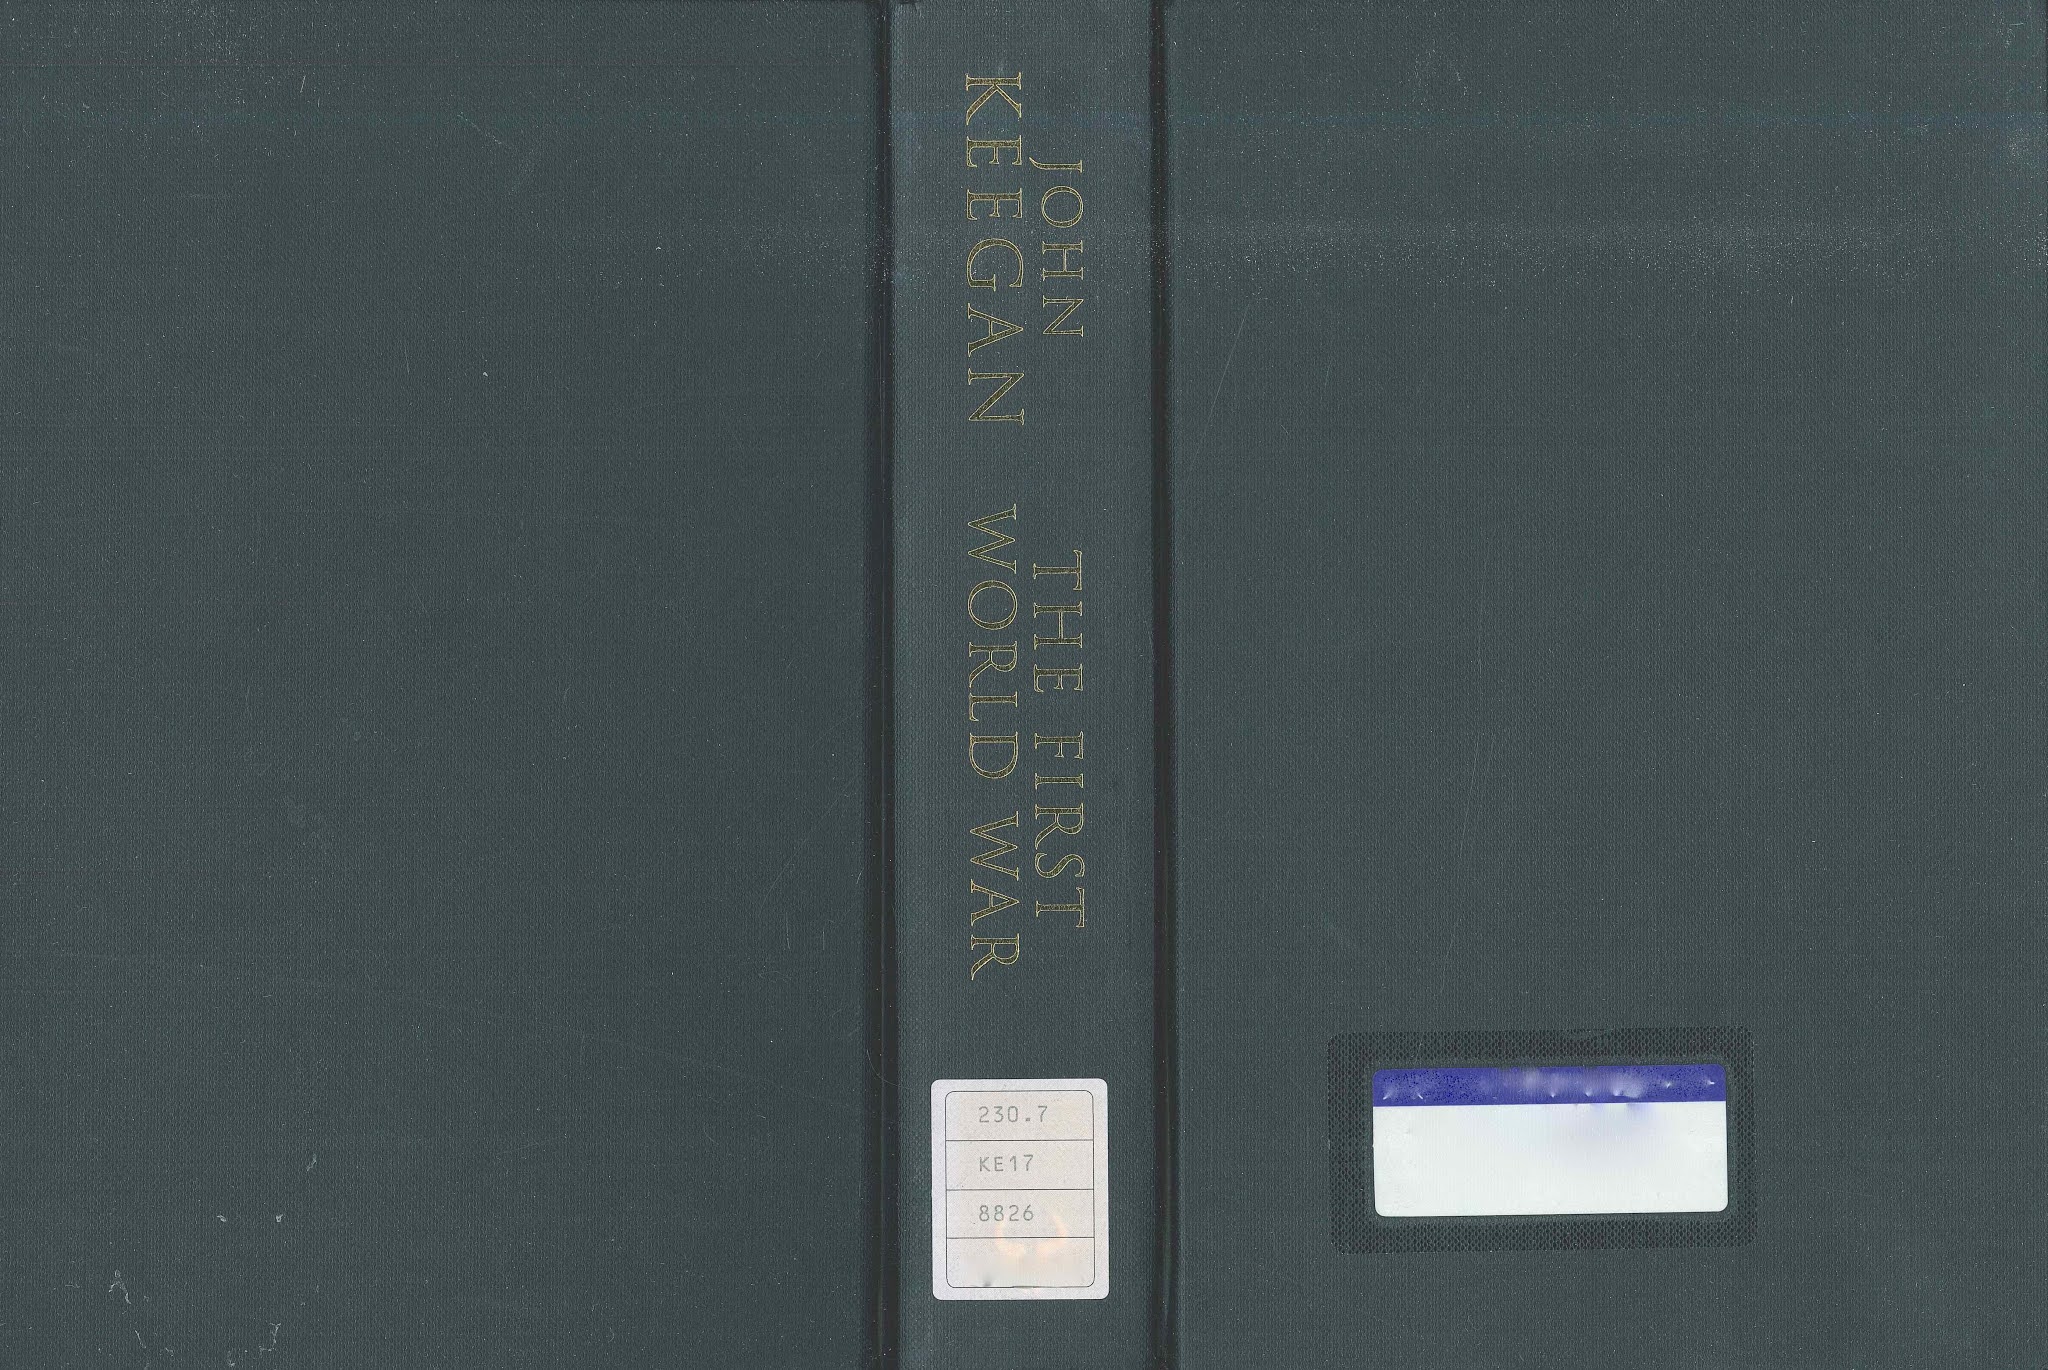 JOHN
KEEGAN
THE FIRST
WORLD WAR
230.7
KE17
8826